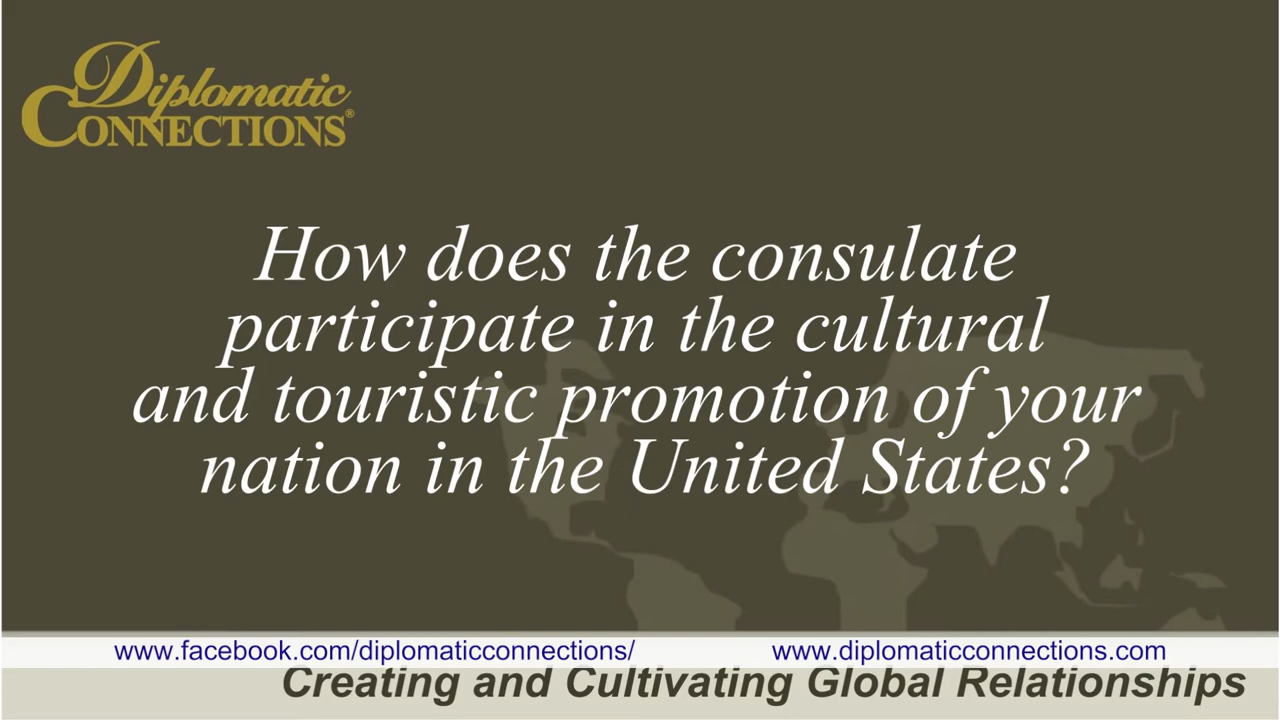 Diplomatic
CONNECTIONS®
How does the consulate
participate in the cultural
and touristic promotion of your
nation in the United States?
www.facebook.com/diplomaticconnections/ www.diplomaticconnections.com
Creating and Cultivating Global Relationships